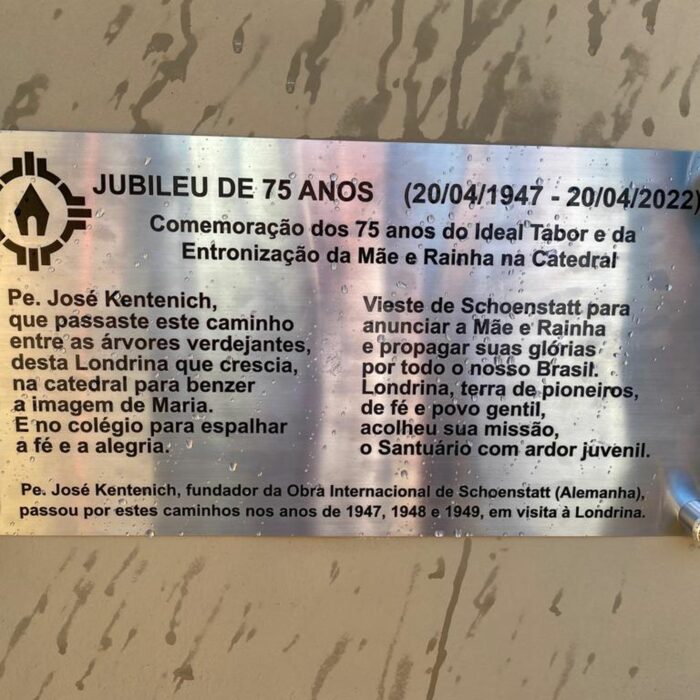 JUBILEU DE 75 ANOS (20/04/1947 - 20/04/2022)
Comemoração dos 75 anos do Ideal Tabor e da
Entronização da Mãe e Rainha na Catedral
Pe. José Kentenich,
que passaste este caminho
entre as árvores verdejantes,
desta Londrina que crescia,
na catedral para benzer
a imagem de Maria.
E no colégio para espalhar
a fé e a alegria.
Vieste de Schoenstatt para
anunciar a Mãe e Rainha
e propagar suas glórias
por todo o nosso Brasil.
Londrina, terra de pioneiros,
de fé e povo gentil,
acolheu sua missão,
o Santuário com ardor juvenil.
Pe. José Kentenich, fundador da Obra Internacional de Schoenstatt (Alemanha),
passou por estes caminhos nos anos de 1947, 1948 e 1949, em visita à Londrina.